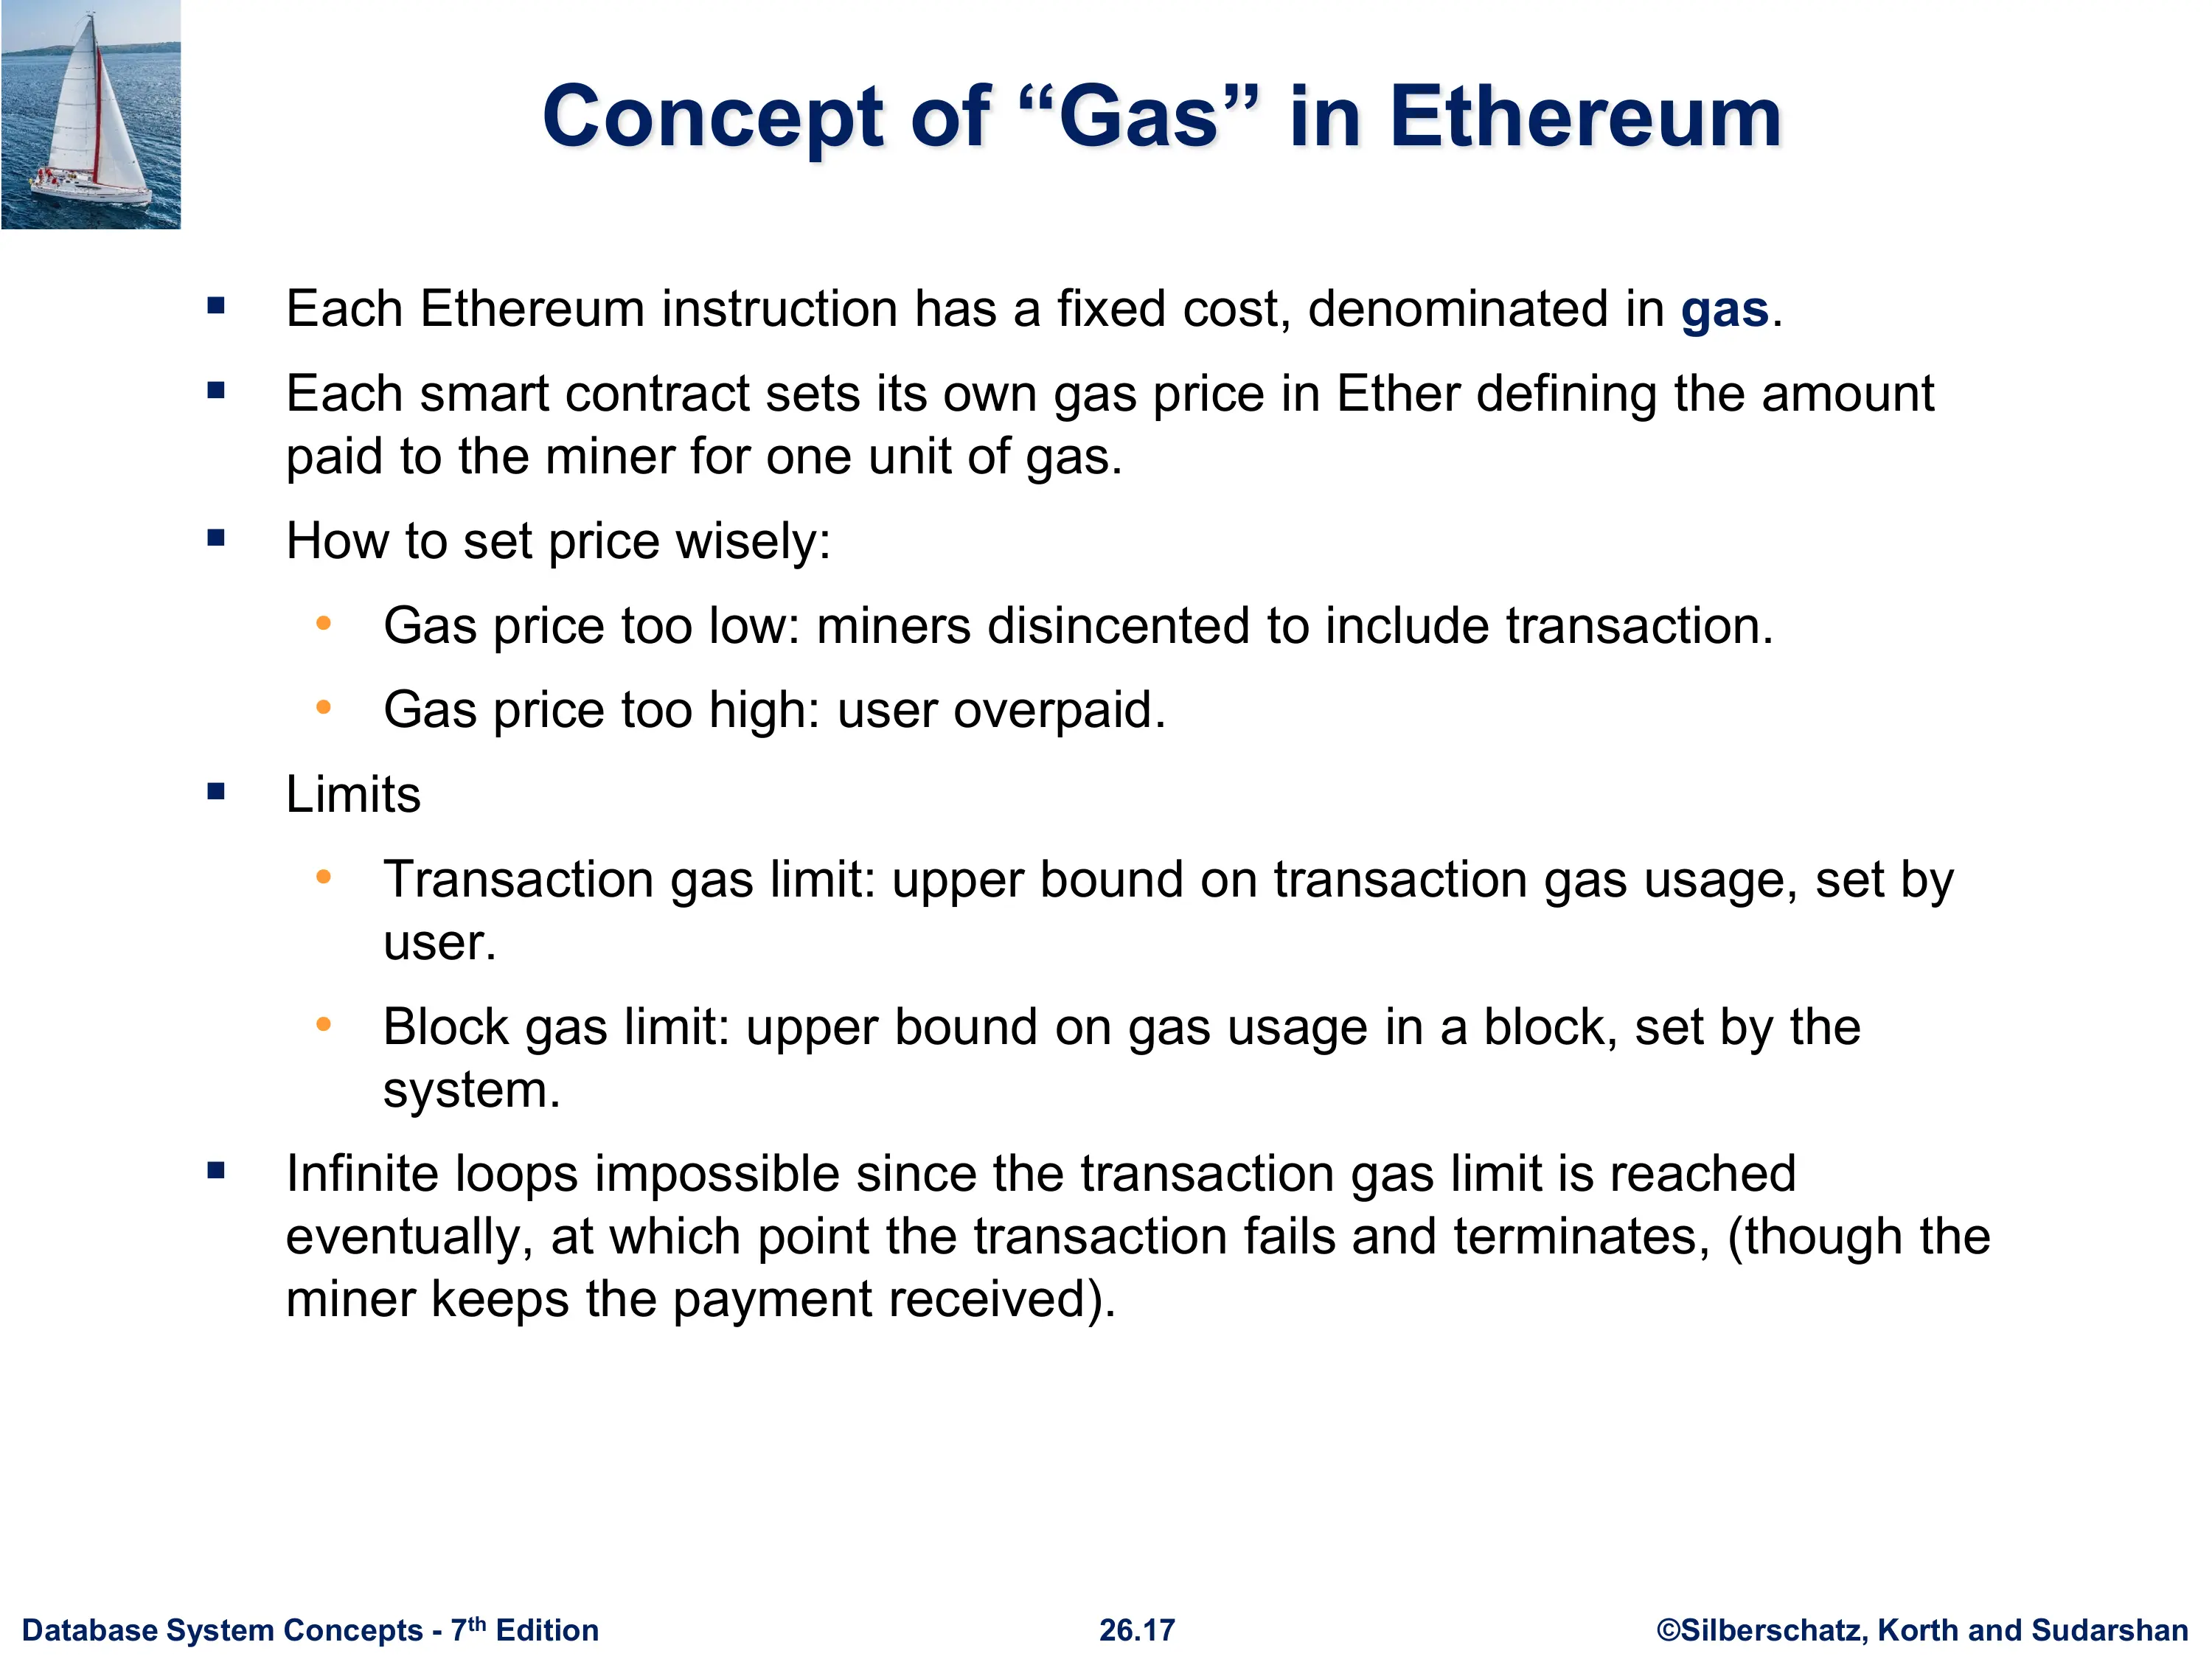 Concept of “Gas” in Ethereum
Each Ethereum instruction has a fixed cost, denominated in gas.
Each smart contract sets its own gas price in Ether defining the amount
paid to the miner for one unit of gas.
How to set price wisely:
Gas price too low: miners disincented to include transaction.
Gas price too high: user overpaid.
Limits
Transaction gas limit: upper bound on transaction gas usage, set by
user.
Block gas limit: upper bound on gas usage in a block, set by the
system.
Infinite loops impossible since the transaction gas limit is reached
eventually, at which point the transaction fails and terminates, (though the
miner keeps the payment received).
Database System Concepts - 7th Edition
26.17
©Silberschatz, Korth and Sudarshan